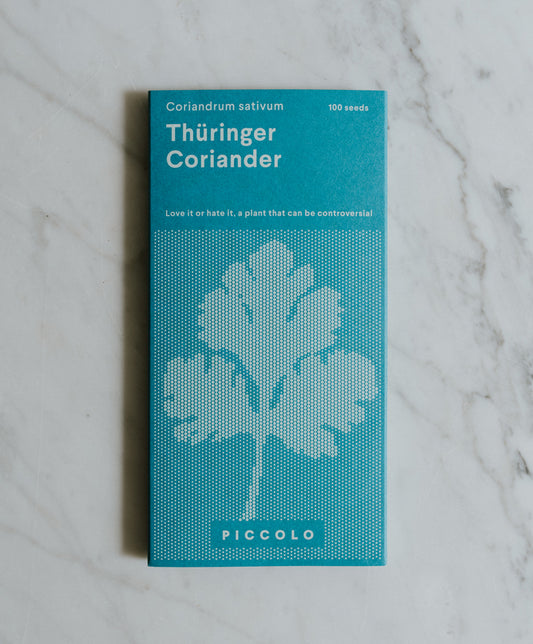 Coriandrum sativum 100 seeds
Thüringer
Coriander
Love it or hate it, a plant that can be controversial
PICCOLO